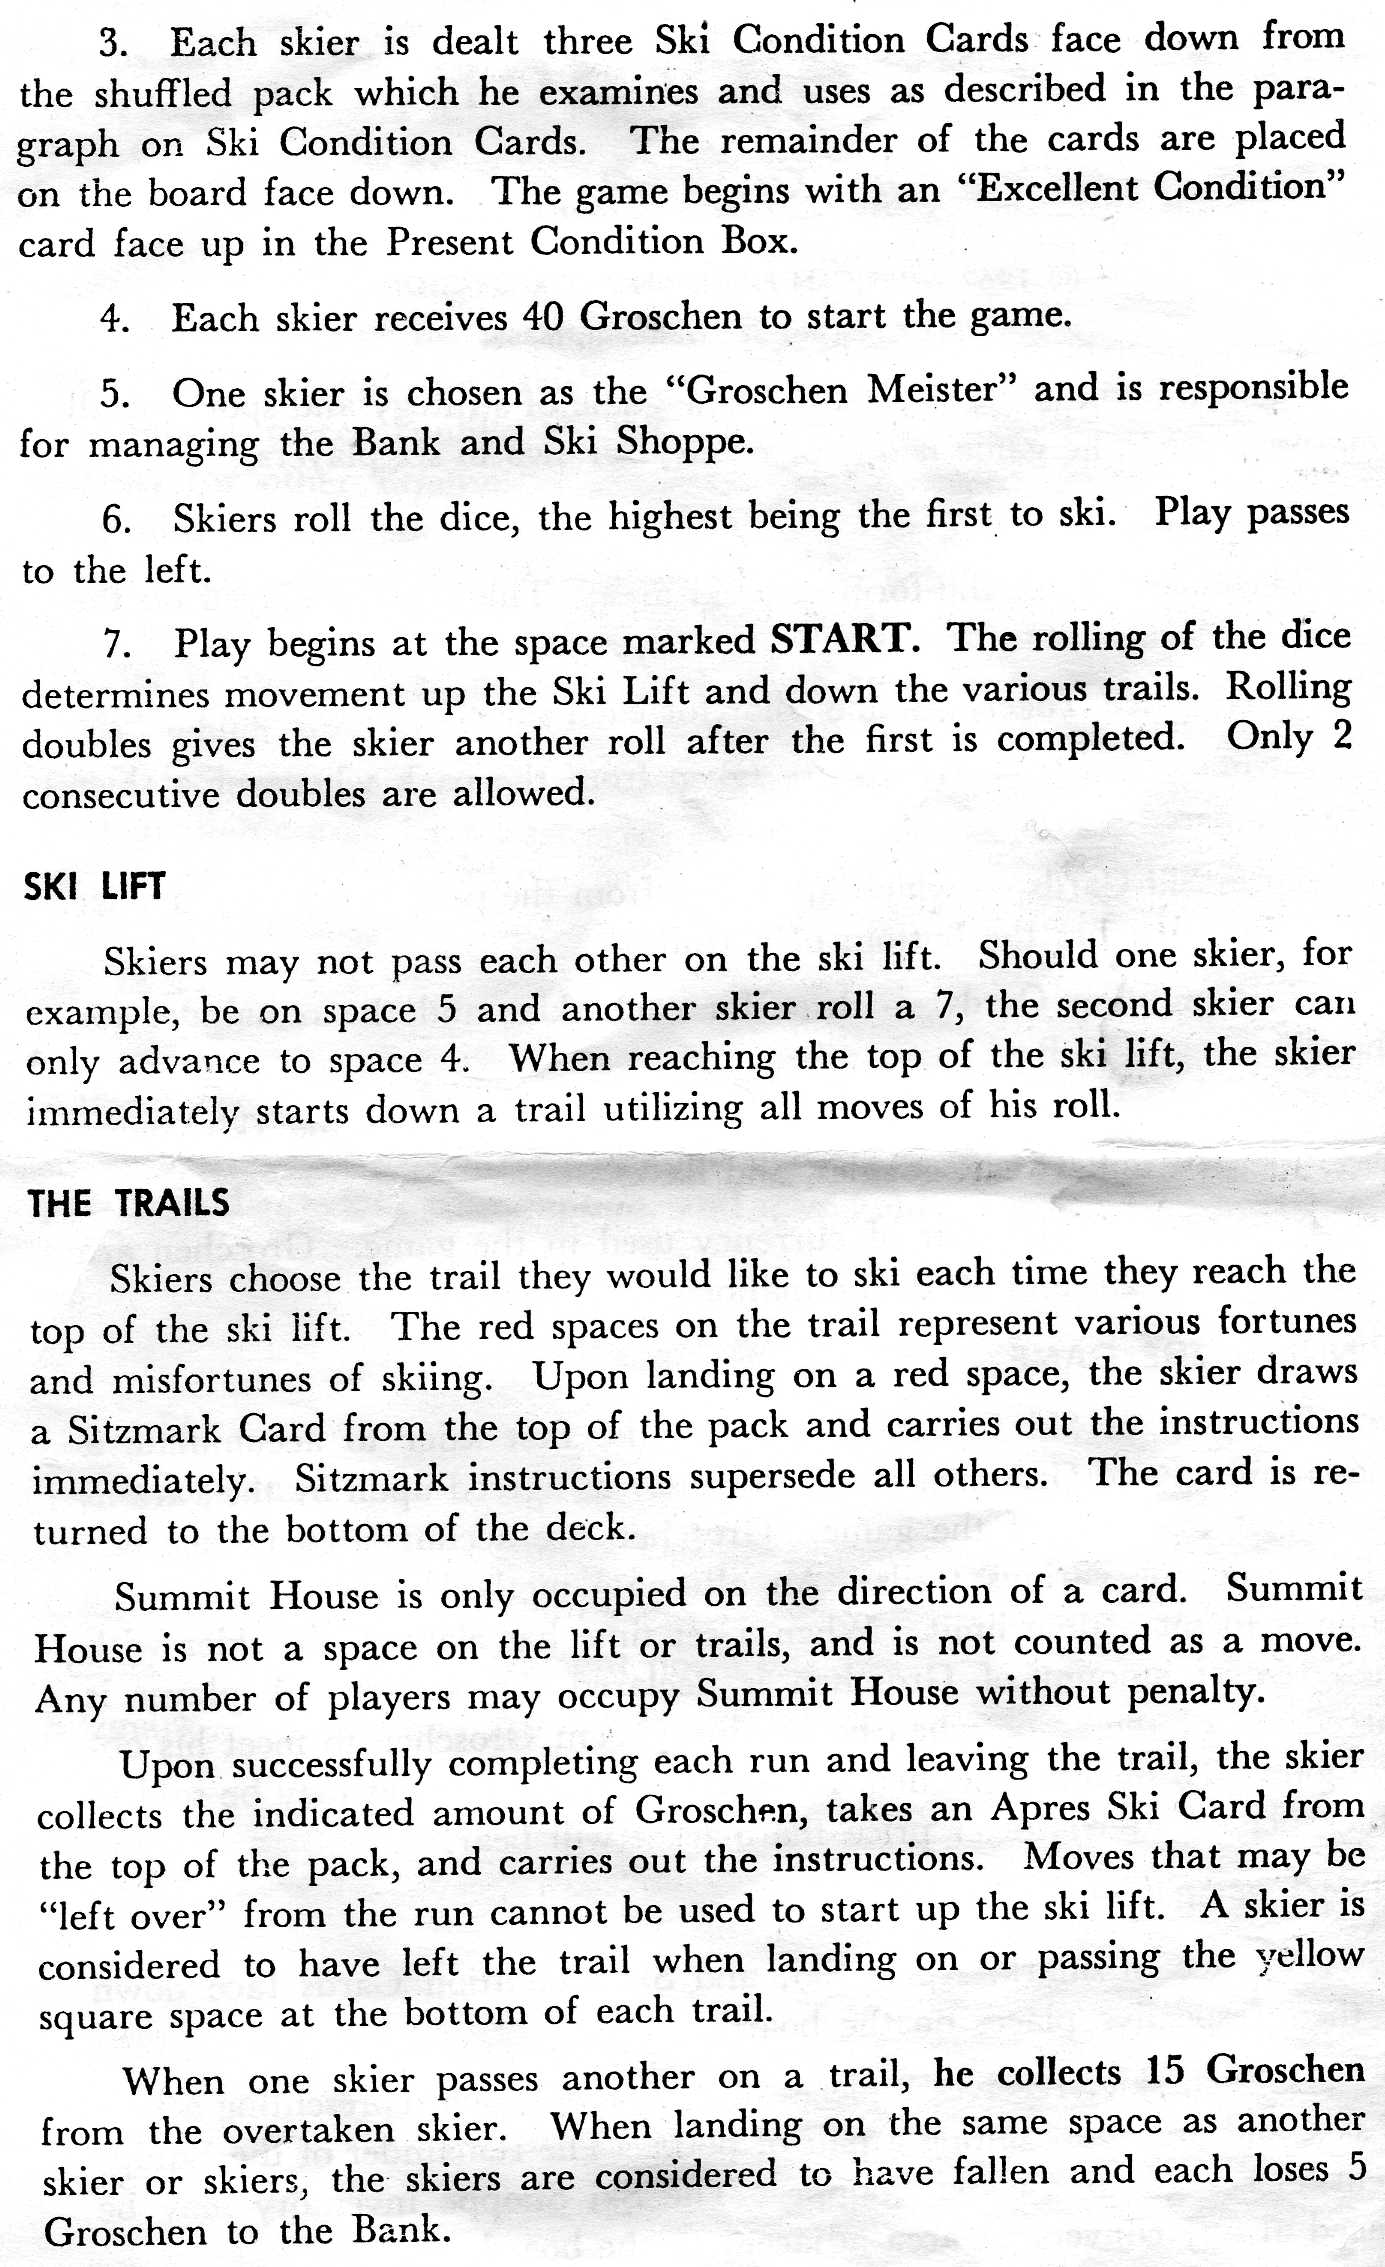 3. Each skier is dealt three Ski Condition Cards face down from
the shuffled pack which he examines and uses as described in the para-
graph on Ski Condition Cards. The remainder of the cards are placed
on the board face down. The game begins with an “Excellent Condition”
card face up in the Present Condition Box.
4. Each skier receives 40 Groschen to start the game.
5. One skier is chosen as the “Groschen Meister” and is responsible
for managing the Bank and Ski Shoppe.
6. Skiers roll the dice, the highest being the first to ski. Play passes
to the left.
7. Play begins at the space marked START. The rolling of the dice
determines movement up the Ski Lift and down the various trails. Rolling
doubles gives the skier another roll after the first is completed. Only 2
consecutive doubles are allowed.
SKI LIFT
Skiers may not pass each other on the ski lift. Should one skier, for
example, be on space 5 and another skier roll a 7, the second skier can
only advance to space 4. When reaching the top of the ski lift, the skier
immediately starts down a trail utilizing all moves of his roll.
THE TRAILS
Skiers choose the trail they would like to ski each time they reach the
top of the ski lift. The red spaces on the trail represent various fortunes
and misfortunes of skiing. Upon landing on a red space, the skier draws
a Sitzmark Card from the top of the pack and carries out the instructions
immediately. Sitzmark instructions supersede all others. The card is re-
turned to the bottom of the deck.
Summit House is only occupied on the direction of a card. Summit
House is not a space on the lift or trails, and is not counted as a move.
Any number of players may occupy Summit House without penalty.
Upon successfully completing each run and leaving the trail, the skier
collects the indicated amount of Groschen, takes an Apres Ski Card from
the top of the pack, and carries out the instructions. Moves that may be
“left over” from the run cannot be used to start up the ski lift. A skier is
considered to have left the trail when landing on or passing the yellow
square space at the bottom of each trail.
When one skier passes another on a trail, he collects 15 Groschen
from the overtaken skier. When landing on the same space as another
skier or skiers, the skiers are considered to have fallen and each loses 5
Groschen to the Bank.